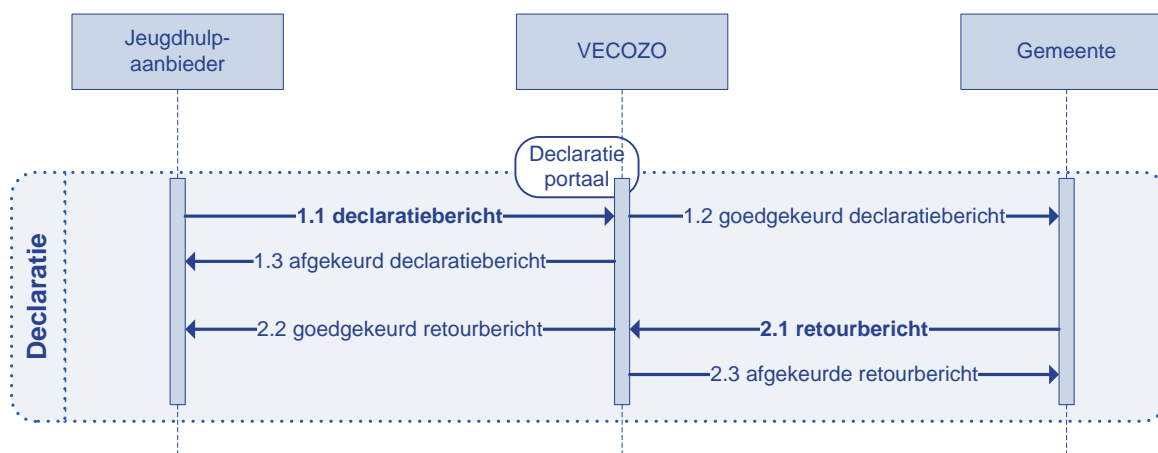 Jeugdhulp-
aanbieder
VECOZO
Gemeente
Declaratie
portaal
Declaratie
1.1 declaratiebericht
1.2 goedgekeurd declaratiebericht
1.3 afgekeurd declaratiebericht
2.2 goedgekeurd retourbericht
2.1 retourbericht
2.3 afgekeurde retourbericht